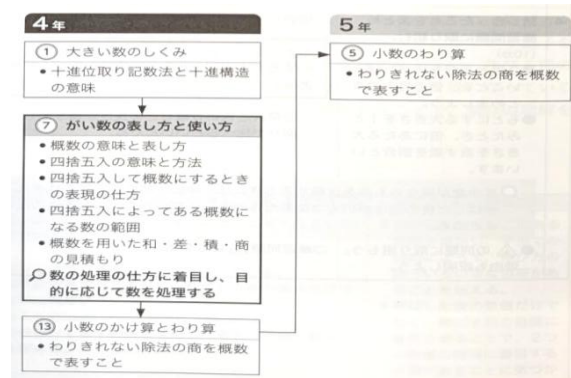 4年
① 大きい数のしくみ
• 十進位取り記数法と十進構造
の意味
⑦ がい数の表し方と使い方
• 概数の意味と表し方
• 四捨五入の意味と方法
• 四捨五入して概数にするとき
の表現の仕方
• 四捨五入によってある概数に
なる数の範囲
• 概数を用いた和・差・積・商
の見積もり
数の処理の仕方に着目し、目
的に応じて数を処理する
⑬ 小数のかけ算とわり算
• わりきれない除法の商を概数
で表すこと
5年
⑤ 小数のわり算
• わりきれない除法の商を概数
で表すこと